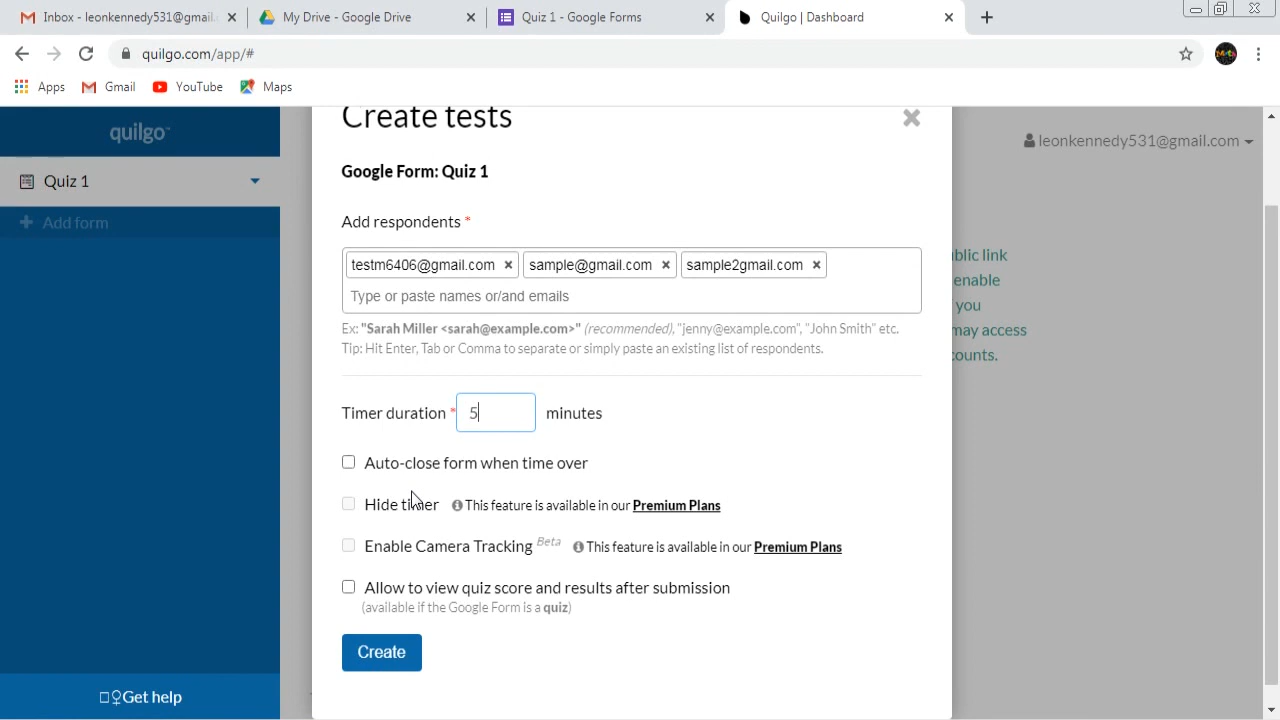 Inbox - leonkennedy531@gmail.
My Drive - Google Drive
Quiz 1 - Google Forms
Quilgo | Dashboard
quilgo.com/app/#
Apps Gmail YouTube Maps
quilgo
Quiz 1
Add form
Get help
leonkennedy531@gmail.com
Create tests
Google Form: Quiz 1
Add respondents *
testm6406@gmail.com sample@gmail.com sample2gmail.com
Type or paste names or/and emails
Ex: "Sarah Miller <sarah@example.com>" (recommended), "jenny@example.com", "John Smith" etc.
Tip: Hit Enter, Tab or Comma to separate or simply paste an existing list of respondents.
Timer duration * 5 minutes
Auto-close form when time over
Hide timer This feature is available in our Premium Plans
Enable Camera Tracking Beta This feature is available in our Premium Plans
Allow to view quiz score and results after submission
(available if the Google Form is a quiz)
Create
link
enable
you
may access